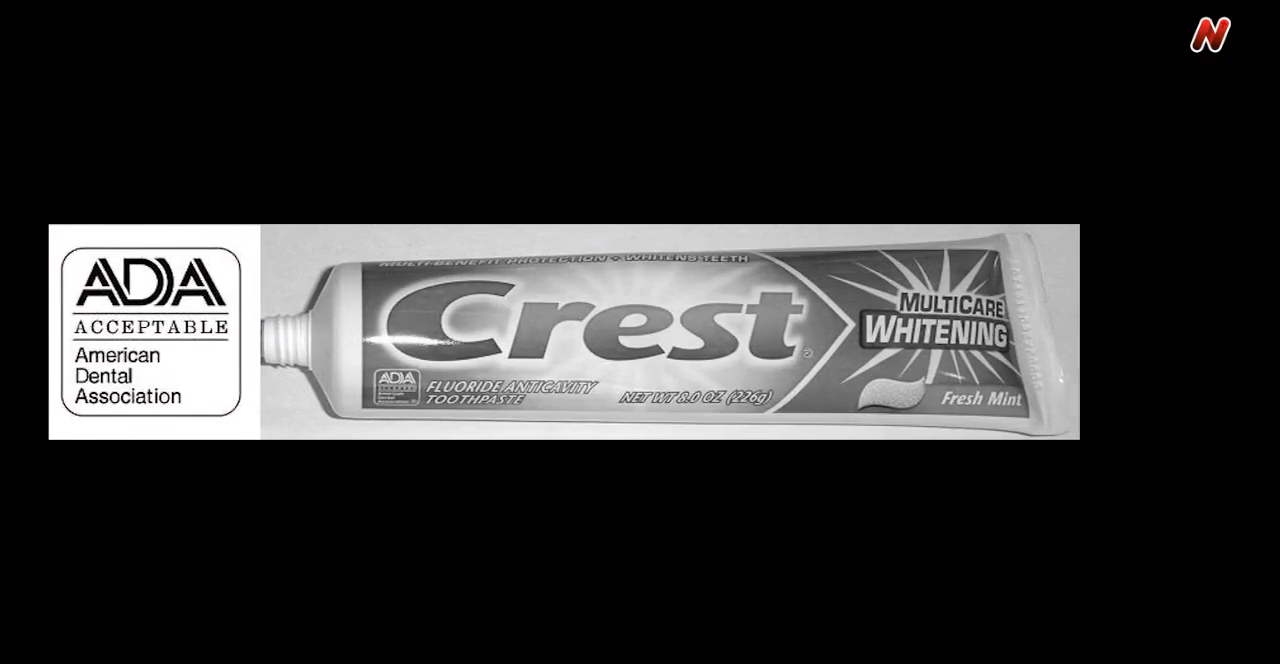 N
ADA
ACCEPTABLE
American
Dental
Association
MULTI-BENEFIT PROTECTION + WHITENS TEETH
Crest
MULTICARE
WHITENING
ADA
FLUORIDE ANTICAVITY
TOOTHPASTE
NET WT 8.0 OZ (226g)
Fresh Mint